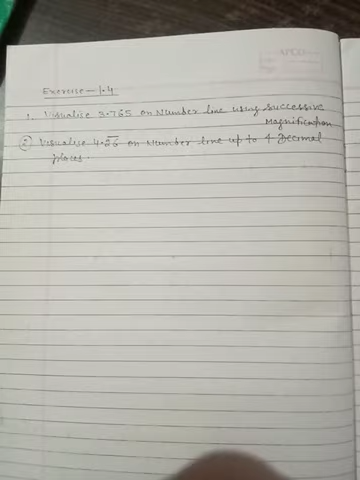 Exercise - 1.4
1. Visualise 3.765 on Number line using successive
Magnification
② Visualise 4.26 on Number line up to 4 Decimal
places.